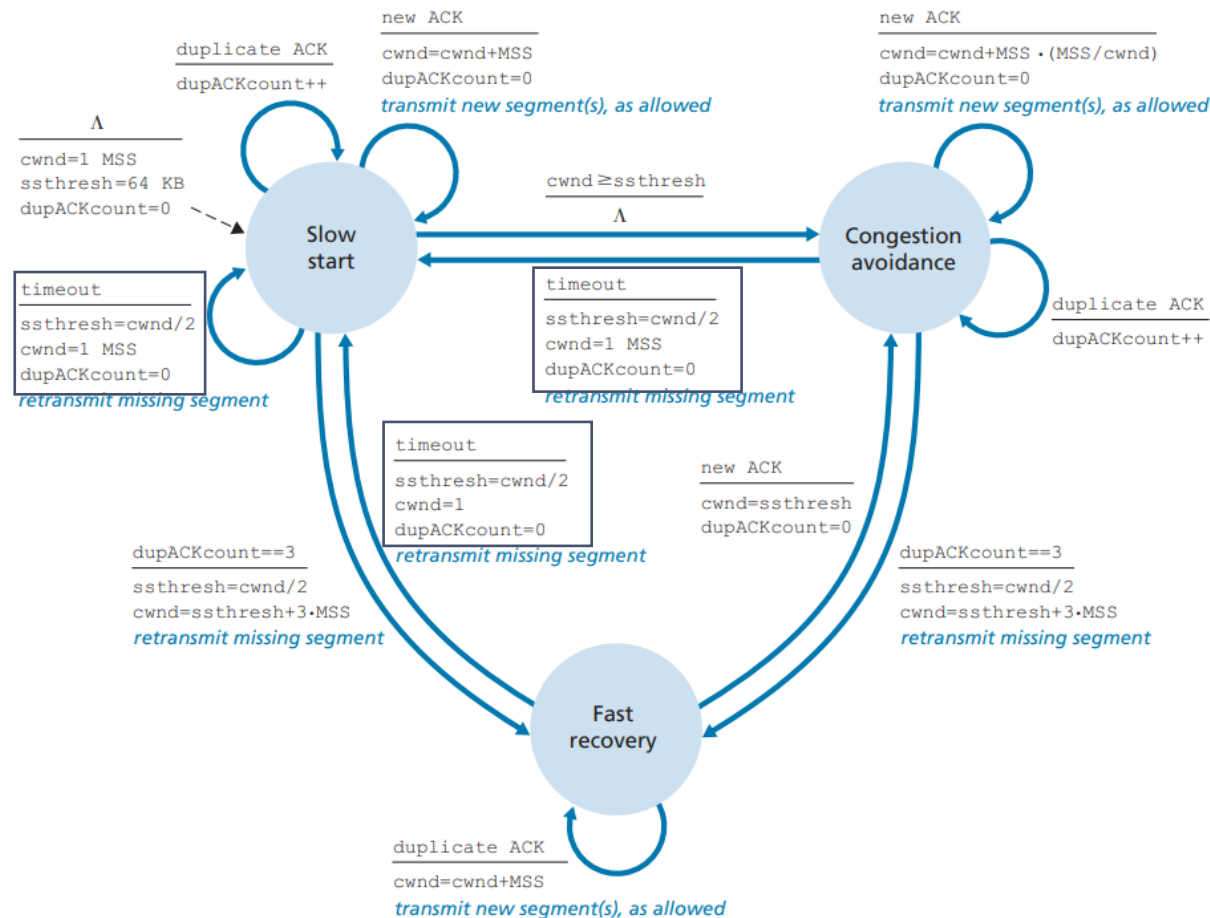 new ACK
cwnd=cwnd+MSS
dupACKcount=0
transmit new segment(s), as allowed
duplicate ACK
dupACKcount++
Λ
cwnd=1 MSS
ssthresh=64 KB
dupACKcount=0
new ACK
cwnd=cwnd+MSS • (MSS/cwnd)
dupACKcount=0
transmit new segment(s), as allowed
cwnd ≥ssthresh
Λ
Slow
start
Congestion
avoidance
timeout
ssthresh=cwnd/2
cwnd=1 MSS
dupACKcount=0
retransmit missing segment
timeout
ssthresh=cwnd/2
cwnd=1 MSS
dupACKcount=0
retransmit missing segment
duplicate ACK
dupACKcount++
timeout
ssthresh=cwnd/2
cwnd=1
dupACKcount=0
retransmit missing segment
new ACK
cwnd=ssthresh
dupACKcount=0
dupACKcount==3
ssthresh=cwnd/2
cwnd=ssthresh+3•MSS
retransmit missing segment
dupACKcount==3
ssthresh=cwnd/2
cwnd=ssthresh+3•MSS
retransmit missing segment
Fast
recovery
duplicate ACK
cwnd=cwnd+MSS
transmit new segment(s), as allowed